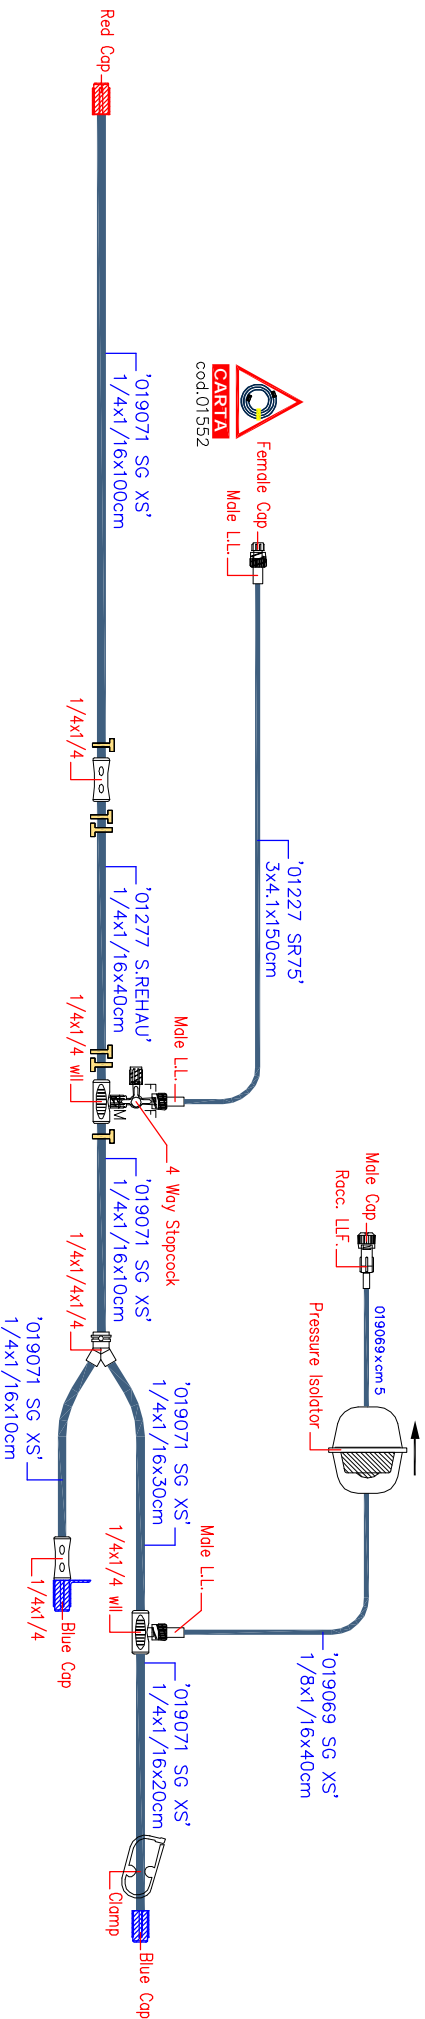 Red Cap
'019071 SG XS'
1/4x1/16x100cm
CARTA
cod.01552
Female Cap
Male L.L.
1/4x1/4
'01227 SR75'
3x4.1x150cm
'01277 S.REHAU'
1/4x1/16x40cm
1/4x1/4 wll
Male L.L.
F
F
M
4 Way Stopcock
'019071 SG XS'
1/4x1/16x10cm
1/4x1/4x1/4
Male Cap
Racc. LLF.
019069xcm 5
Pressure Isolator
'019071 SG XS'
1/4x1/16x10cm
'019071 SG XS'
1/4x1/16x30cm
1/4x1/4
Blue Cap
1/4x1/4 wll
Male L.L.
'019069 SG XS'
1/8x1/16x40cm
'019071 SG XS'
1/4x1/16x20cm
Clamp
Blue Cap